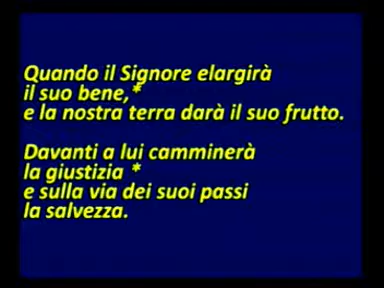 Quando il Signore elargirà
il suo bene,*
e la nostra terra darà il suo frutto.
Davanti a lui camminerà
la giustizia *
e sulla via dei suoi passi
la salvezza.